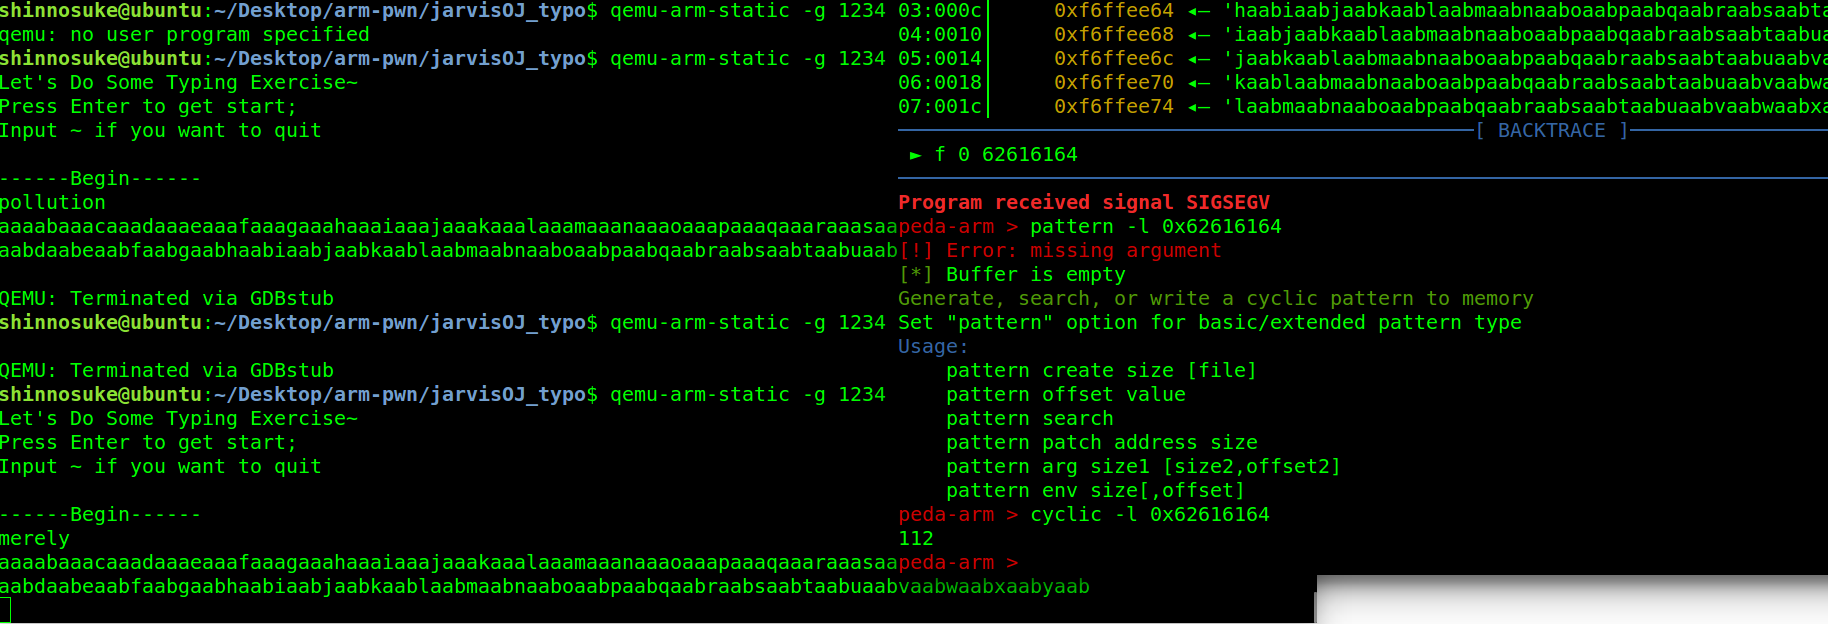 shinnosuke@ubuntu:~/Desktop/arm-pwn/jarvisOJ_typo$ qemu-arm-static -g 1234
qemu: no user program specified
shinnosuke@ubuntu:~/Desktop/arm-pwn/jarvisOJ_typo$ qemu-arm-static -g 1234
Let's Do Some Typing Exercise~
Press Enter to get start;
Input ~ if you want to quit
------Begin------
pollution
aaaabaaacaaadaaaeaaafaaagaaahaaaiaaajaaakaaalaaamaaanaaaoaaapaaaqaaaraaasaa
aabdaabeaabfaabgaabhaabiaabjaabkaablaabmaabnaaboaabpaabqaabraabsaabtaabuaab
QEMU: Terminated via GDBstub
shinnosuke@ubuntu:~/Desktop/arm-pwn/jarvisOJ_typo$ qemu-arm-static -g 1234
QEMU: Terminated via GDBstub
shinnosuke@ubuntu:~/Desktop/arm-pwn/jarvisOJ_typo$ qemu-arm-static -g 1234
Let's Do Some Typing Exercise~
Press Enter to get start;
Input ~ if you want to quit
------Begin------
merely
aaaabaaacaaadaaaeaaafaaagaaahaaaiaaajaaakaaalaaamaaanaaaoaaapaaaqaaaraaasaa
aabdaabeaabfaabgaabhaabiaabjaabkaablaabmaabnaaboaabpaabqaabraabsaabtaabuaabvaabwaabxaabyaab
03:000c│ 0xf6ffee64 ◂— 'haabiaabjaabkaablaabmaabnaaboaabpaabqaabraabsaabta
04:0010│ 0xf6ffee68 ◂— 'iaabjaabkaablaabmaabnaaboaabpaabqaabraabsaabtaabua
05:0014│ 0xf6ffee6c ◂— 'jaabkaablaabmaabnaaboaabpaabqaabraabsaabtaabuaabva
06:0018│ 0xf6ffee70 ◂— 'kaablaabmaabnaaboaabpaabqaabraabsaabtaabuaabvaabwa
07:001c│ 0xf6ffee74 ◂— 'laabmaabnaaboaabpaabqaabraabsaabtaabuaabvaabwaabxa
[ BACKTRACE ]
► f 0 62616164
Program received signal SIGSEGV
peda-arm > pattern -l 0x62616164
[!] Error: missing argument
[*] Buffer is empty
Generate, search, or write a cyclic pattern to memory
Set "pattern" option for basic/extended pattern type
Usage:
pattern create size [file]
pattern offset value
pattern search
pattern patch address size
pattern arg size1 [size2,offset2]
pattern env size[,offset]
peda-arm > cyclic -l 0x62616164
112
peda-arm >